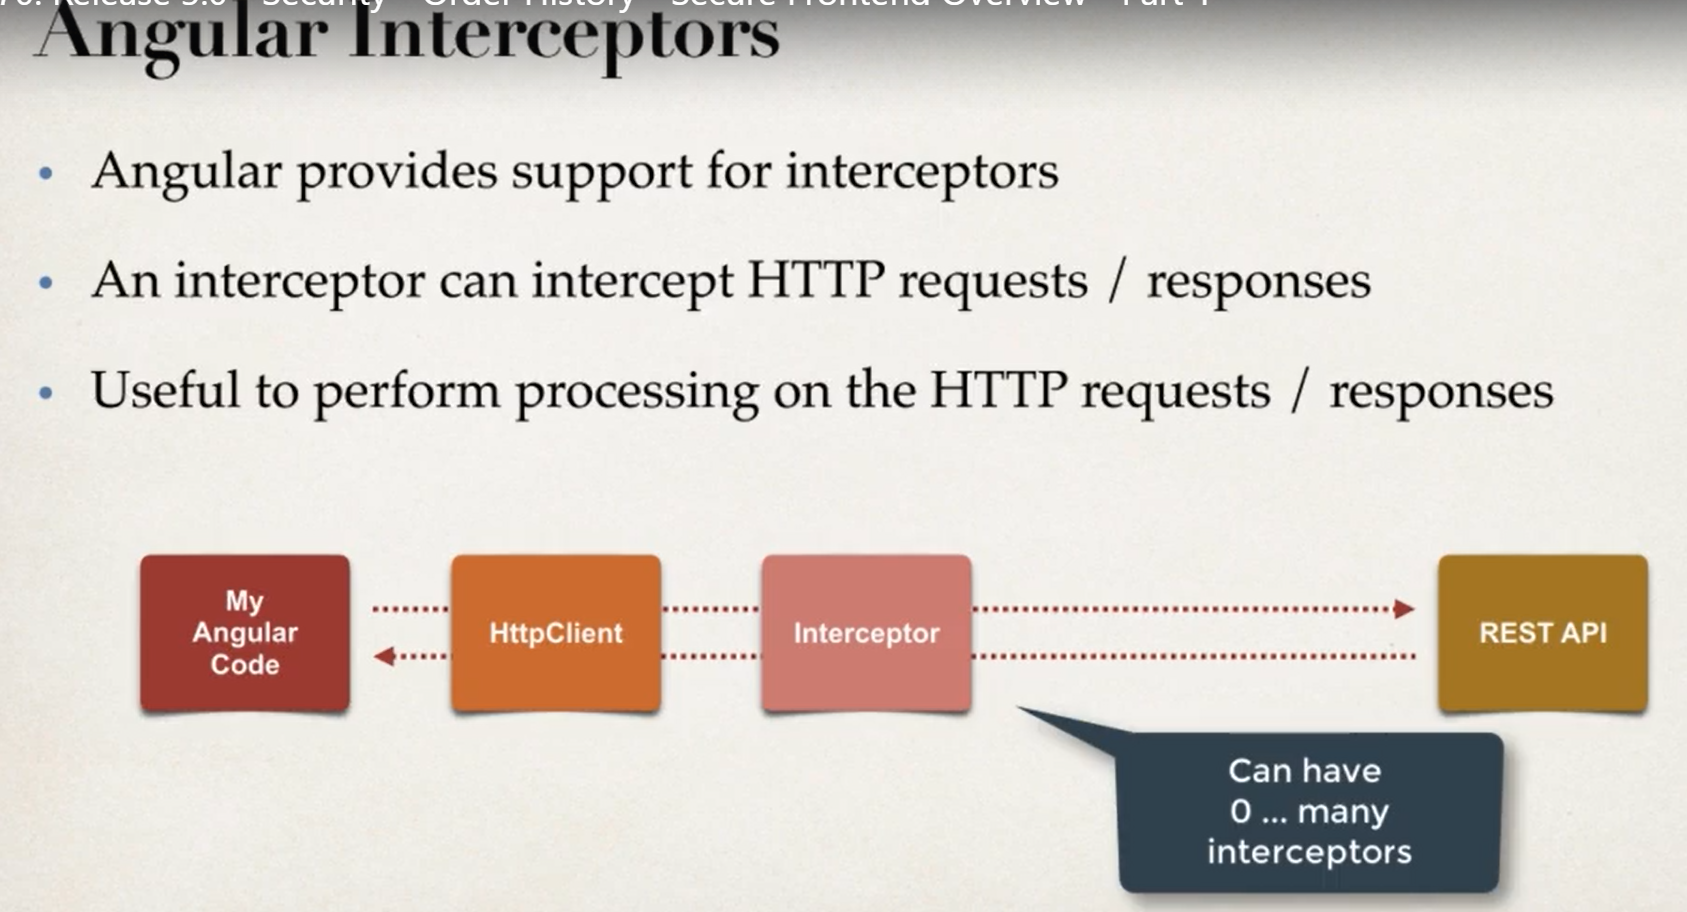 Release 3.0 - Security - Order History - Secure Frontend Overview - Part 1
Angular Interceptors
• Angular provides support for interceptors
• An interceptor can intercept HTTP requests / responses
• Useful to perform processing on the HTTP requests / responses
My
Angular
Code
HttpClient
Interceptor
REST API
Can have
0 ... many
interceptors